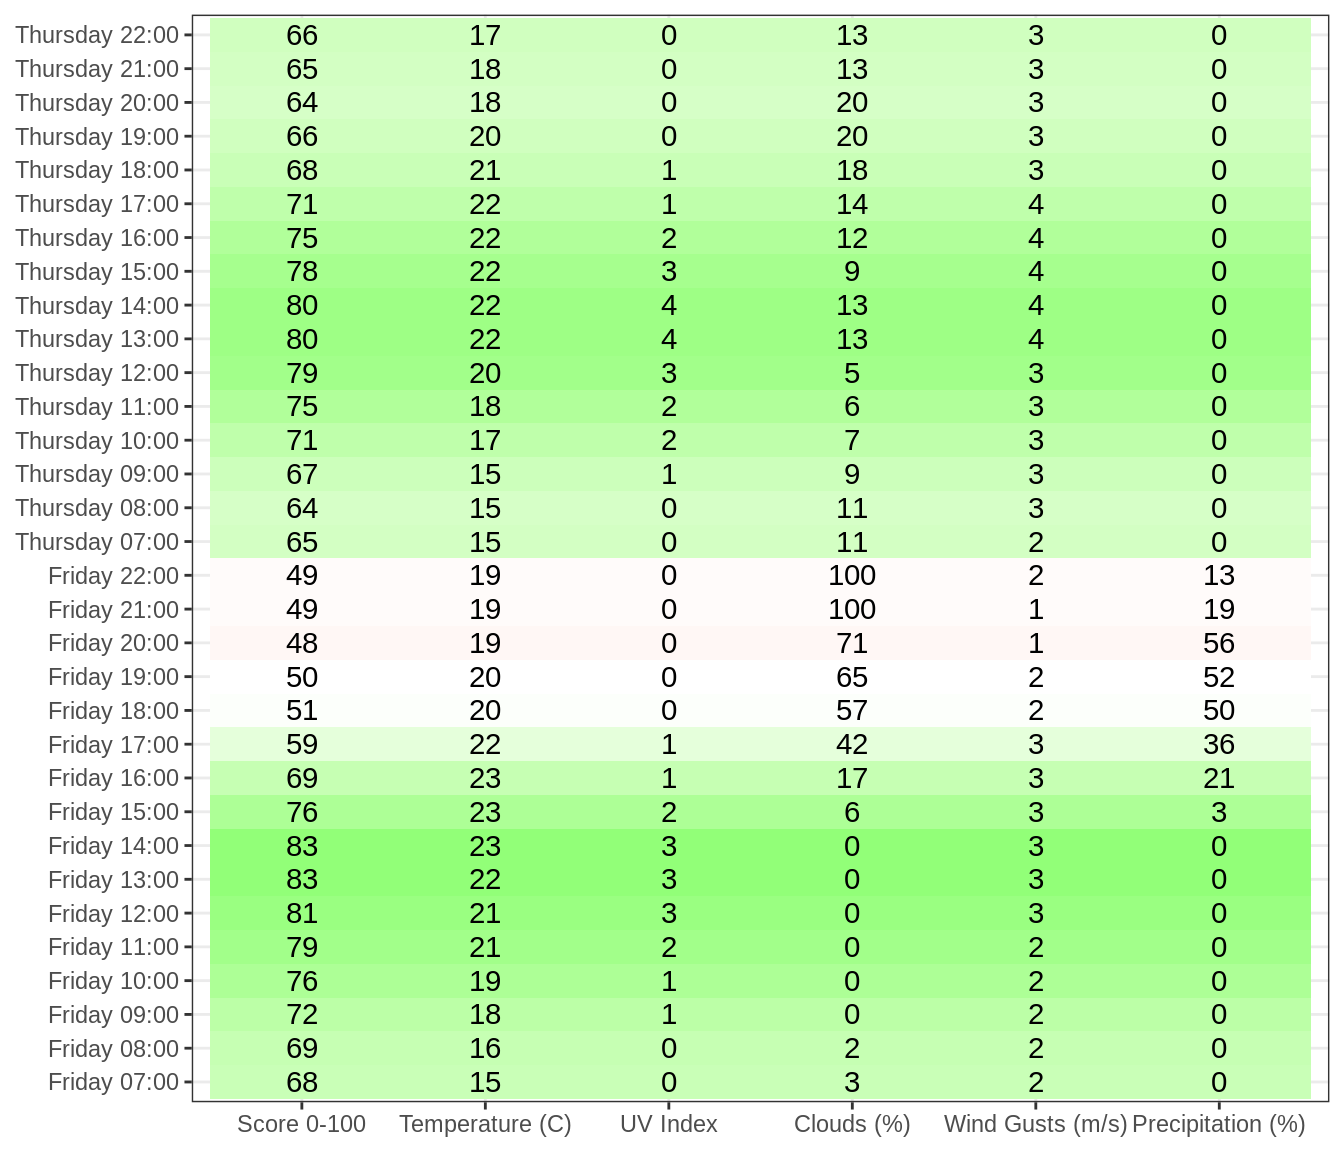 Thursday 22:00 66 17 0 13 3 0
Thursday 21:00 65 18 0 13 3 0
Thursday 20:00 64 18 0 20 3 0
Thursday 19:00 66 20 0 20 3 0
Thursday 18:00 68 21 1 18 3 0
Thursday 17:00 71 22 1 14 4 0
Thursday 16:00 75 22 2 12 4 0
Thursday 15:00 78 22 3 9 4 0
Thursday 14:00 80 22 4 13 4 0
Thursday 13:00 80 22 4 13 4 0
Thursday 12:00 79 20 3 5 3 0
Thursday 11:00 75 18 2 6 3 0
Thursday 10:00 71 17 2 7 3 0
Thursday 09:00 67 15 1 9 3 0
Thursday 08:00 64 15 0 11 3 0
Thursday 07:00 65 15 0 11 2 0
Friday 22:00 49 19 0 100 2 13
Friday 21:00 49 19 0 100 1 19
Friday 20:00 48 19 0 71 1 56
Friday 19:00 50 20 0 65 2 52
Friday 18:00 51 20 0 57 2 50
Friday 17:00 59 22 1 42 3 36
Friday 16:00 69 23 1 17 3 21
Friday 15:00 76 23 2 6 3 3
Friday 14:00 83 23 3 0 3 0
Friday 13:00 83 22 3 0 3 0
Friday 12:00 81 21 3 0 3 0
Friday 11:00 79 21 2 0 2 0
Friday 10:00 76 19 1 0 2 0
Friday 09:00 72 18 1 0 2 0
Friday 08:00 69 16 0 2 2 0
Friday 07:00 68 15 0 3 2 0
Score 0-100 Temperature (C) UV Index Clouds (%) Wind Gusts (m/s) Precipitation (%)